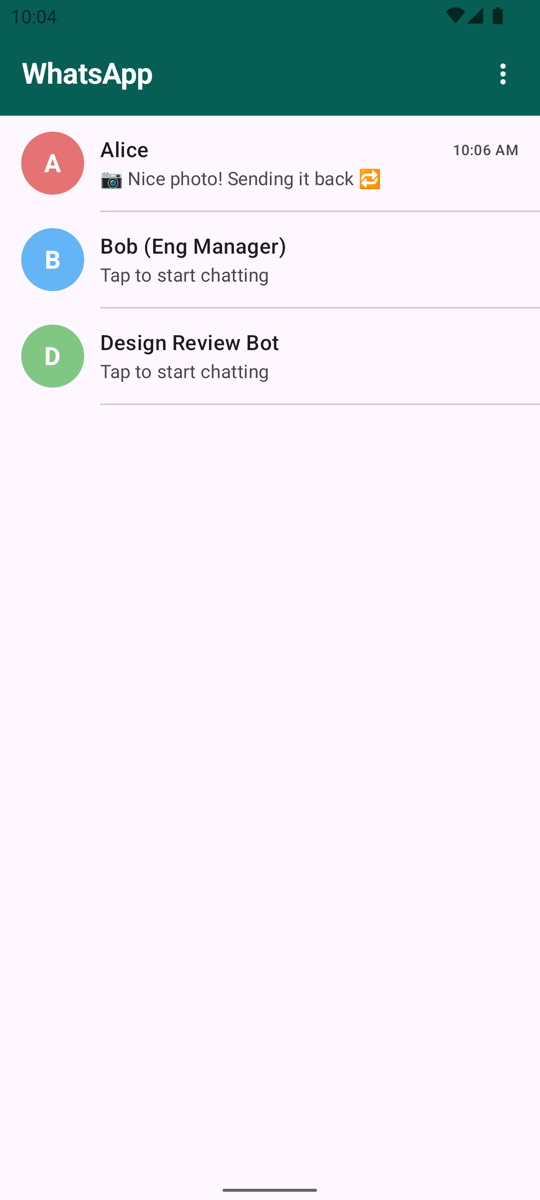 10:04
WhatsApp
A
Alice
10:06 AM
📷 Nice photo! Sending it back 🔁
B
Bob (Eng Manager)
Tap to start chatting
D
Design Review Bot
Tap to start chatting